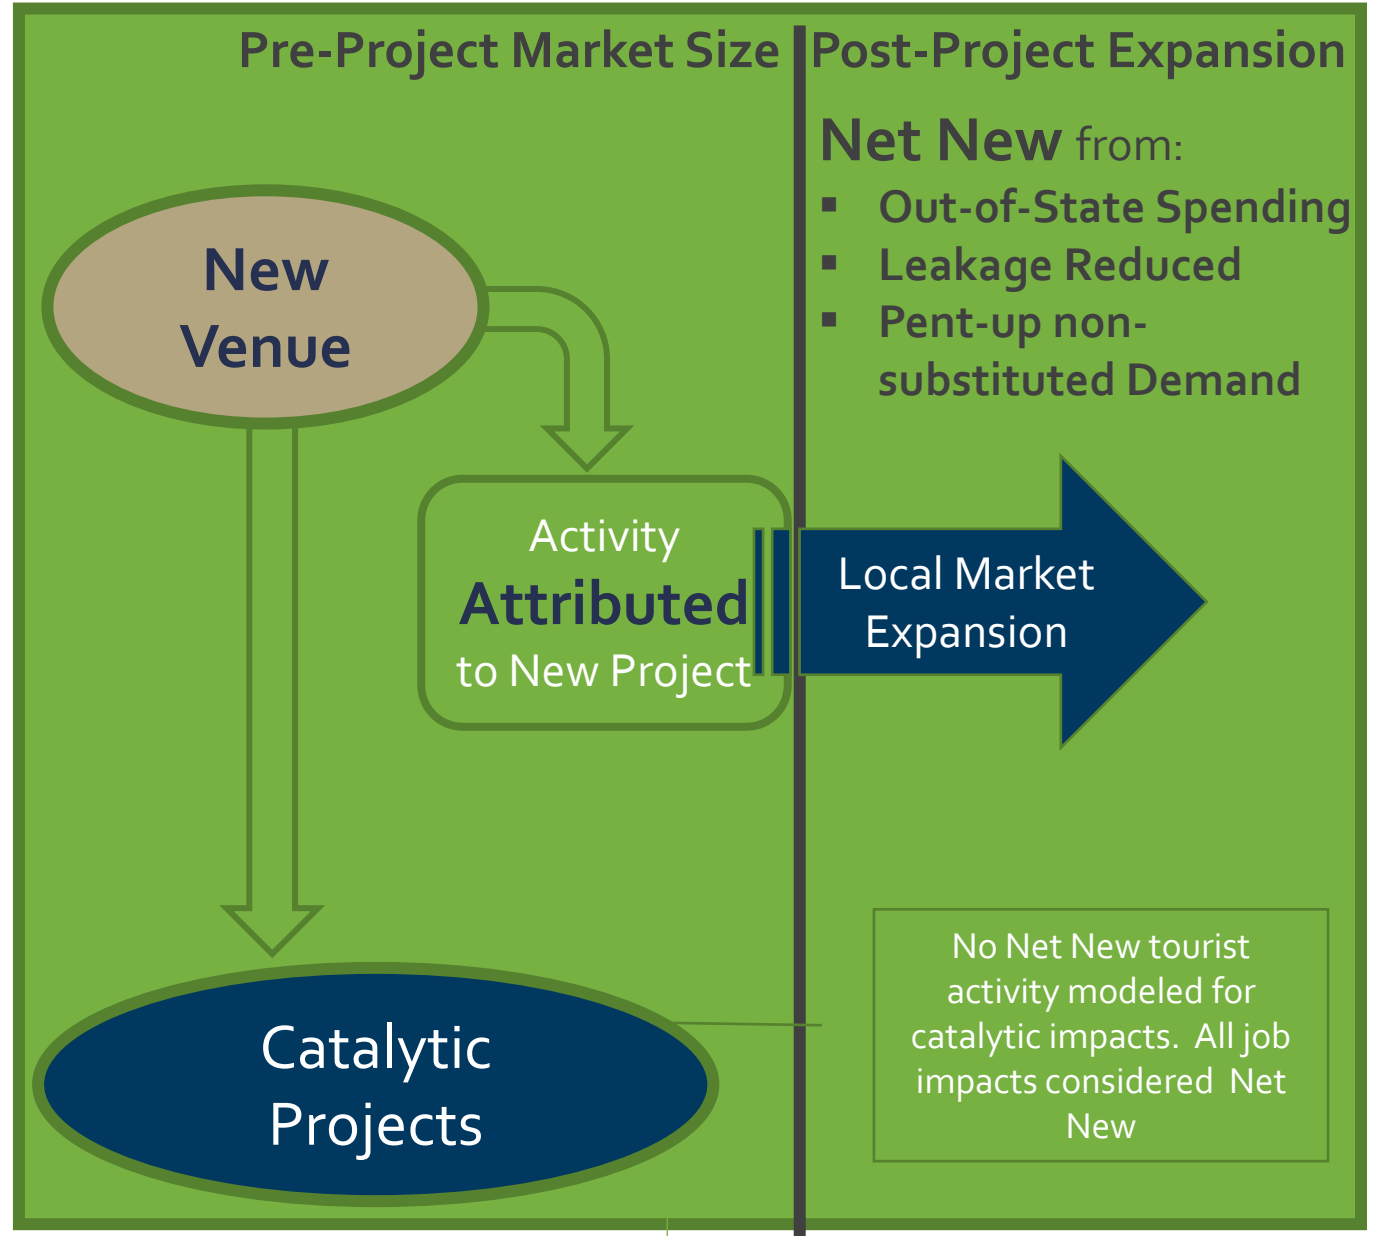 Pre-Project Market Size
Post-Project Expansion
Net New from:
▪ Out-of-State Spending
▪ Leakage Reduced
▪ Pent-up non-
substituted Demand
New
Venue
Activity
Attributed
to New Project
Local Market
Expansion
Catalytic
Projects
No Net New tourist
activity modeled for
catalytic impacts.  All job
impacts considered  Net
New